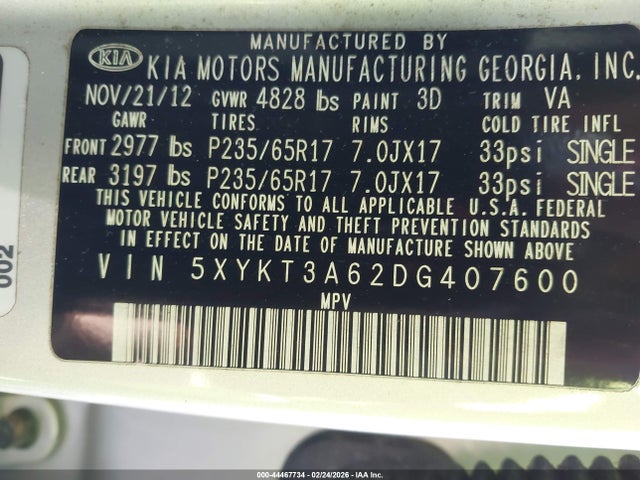 MANUFACTURED BY
KIA KIA MOTORS MANUFACTURING GEORGIA, INC.
NOV/21/12 GVWR 4828 lbs PAINT 3D TRIM VA
GAWR TIRES RIMS COLD TIRE INFL
FRONT 2977 lbs P235/65R17 7.0JX17 33psi SINGLE
REAR 3197 lbs P235/65R17 7.0JX17 33psi SINGLE
THIS VEHICLE CONFORMS TO ALL APPLICABLE U.S.A. FEDERAL
MOTOR VEHICLE SAFETY AND THEFT PREVENTION STANDARDS
IN EFFECT ON THE DATE OF MANUFACTURE SHOWN ABOVE
VIN 5XYKT3A62DG407600
MPV
002
000-44467734 - 02/24/2026 - IAA Inc.